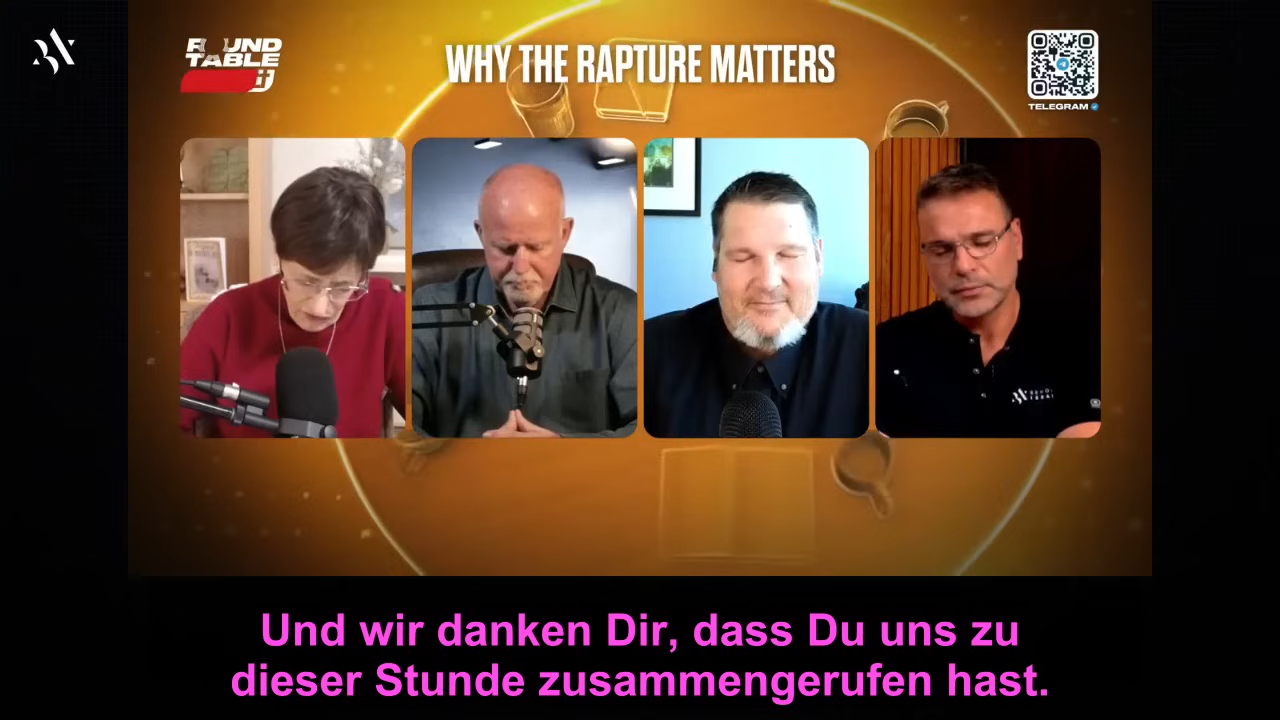 ROUND
TABLE
WHY THE RAPTURE MATTERS
TELEGRAM
Und wir danken Dir, dass Du uns zu
dieser Stunde zusammengerufen hast.